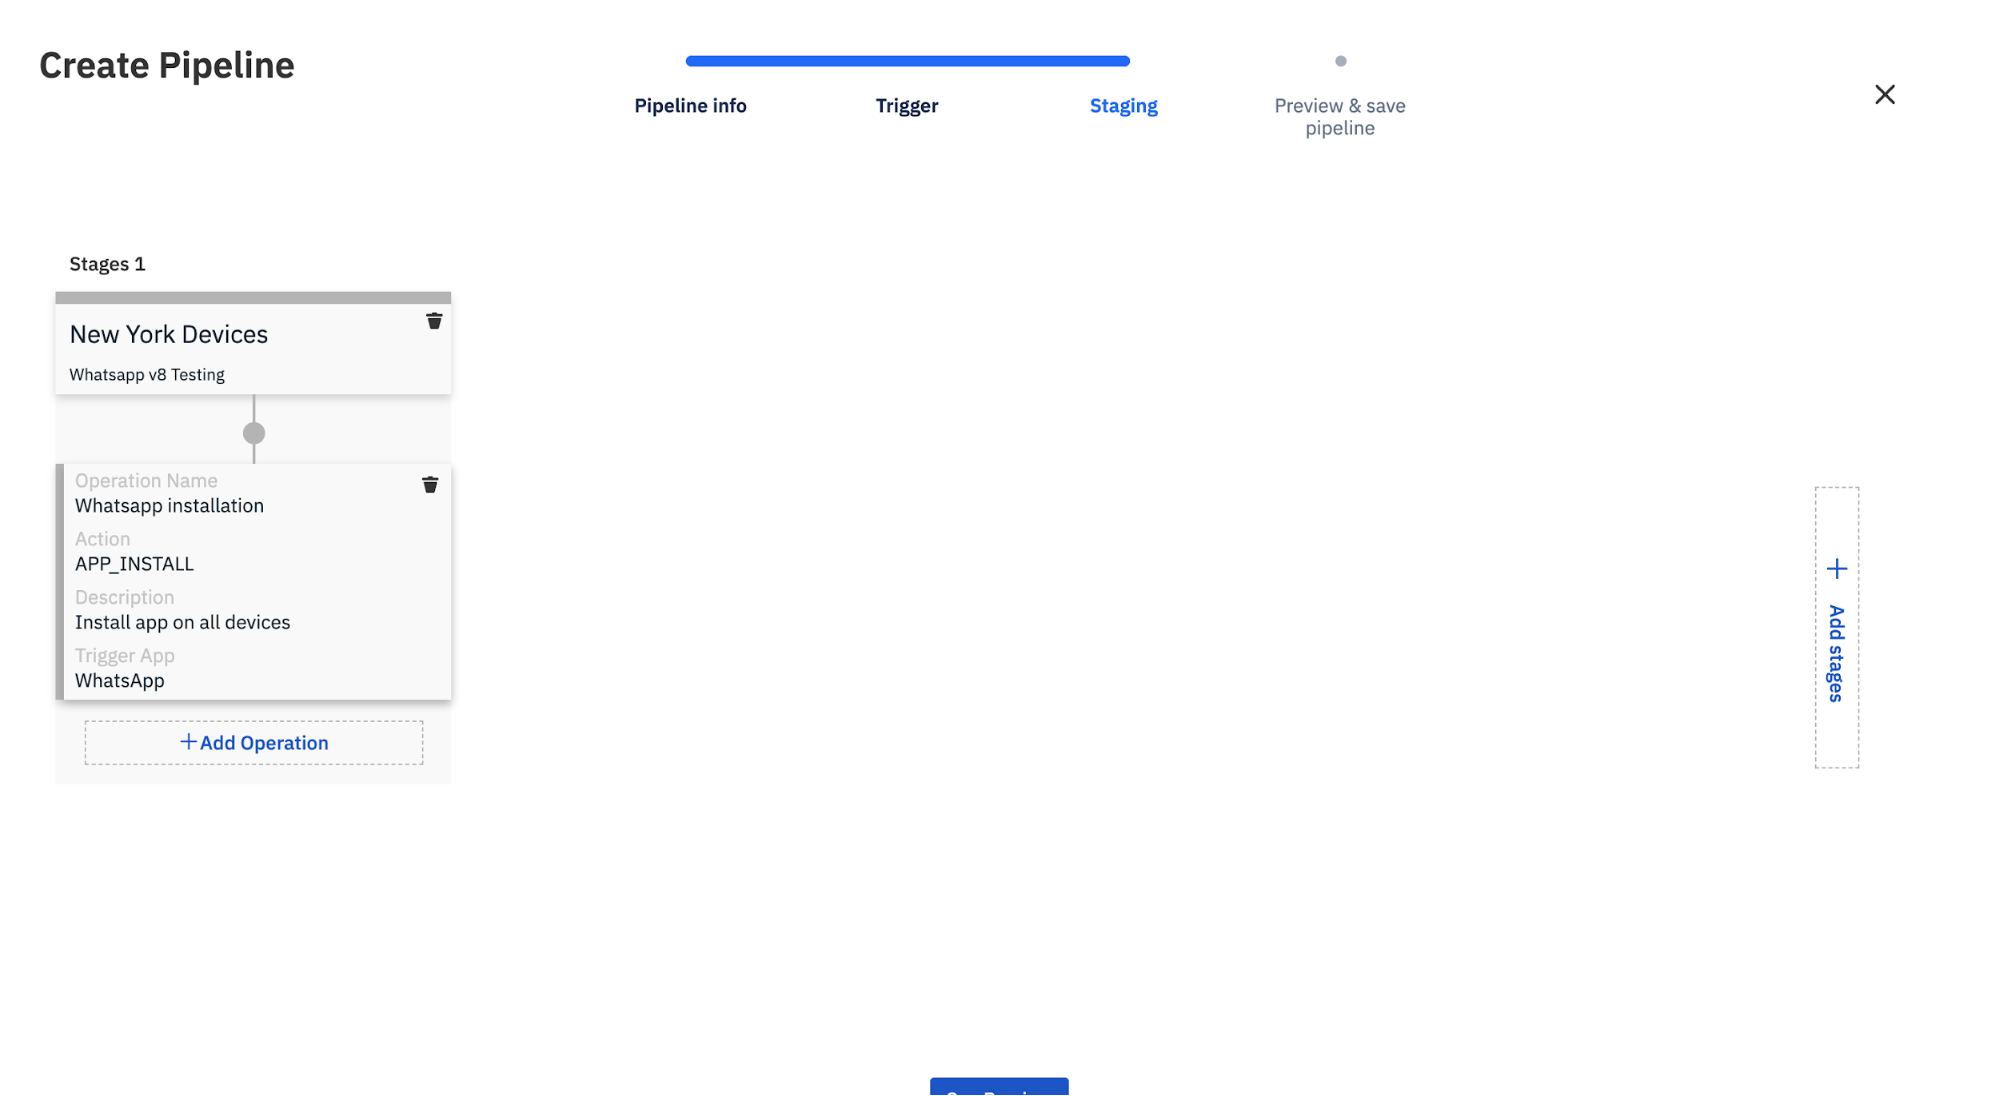 Create Pipeline
Pipeline info
Trigger
Staging
Preview & save
pipeline
Stages 1
New York Devices
Whatsapp v8 Testing
Operation Name
Whatsapp installation
Action
APP_INSTALL
Description
Install app on all devices
Trigger App
WhatsApp
+Add Operation
+ Add stages